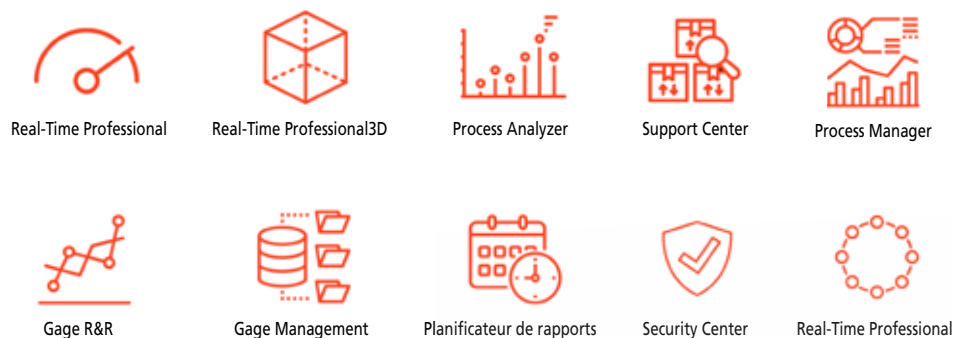 Real-Time Professional
Real-Time Professional3D
Process Analyzer
Support Center
Process Manager
Gage R&R
Gage Management
Planificateur de rapports
Security Center
Real-Time Professional